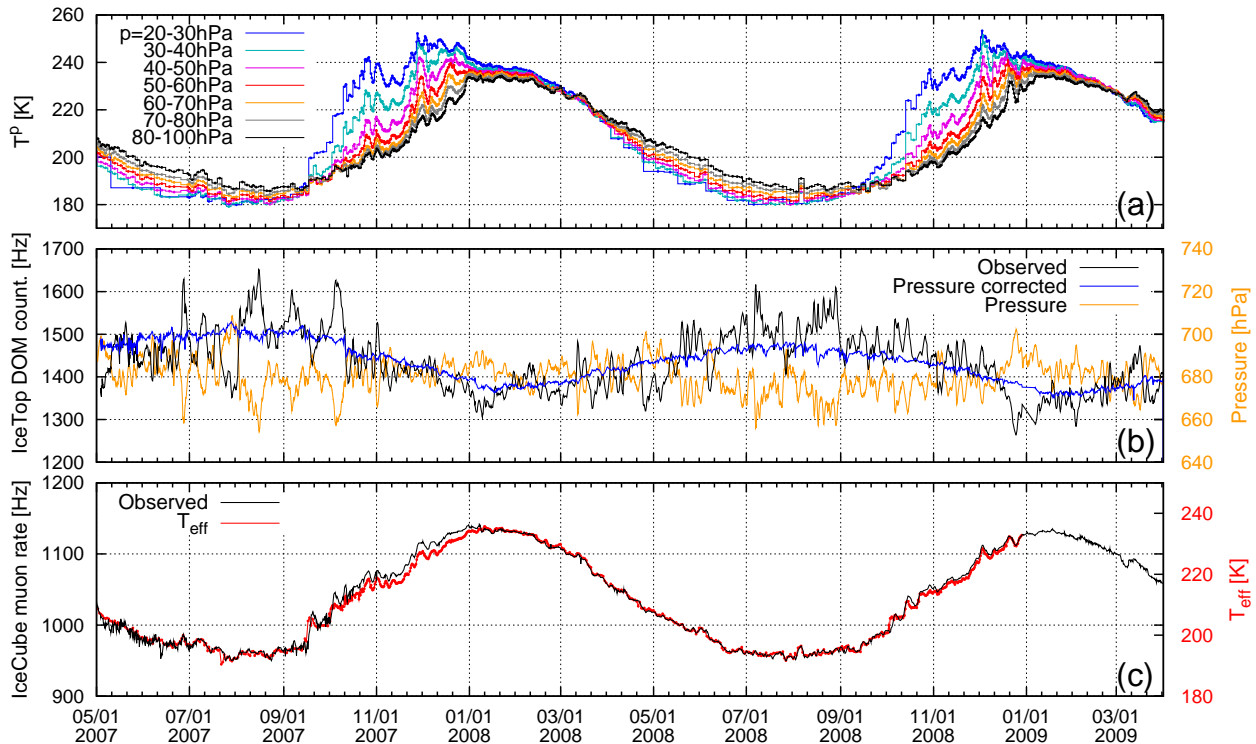 260
240
220
200
180
T^p [K]
p=20-30hPa
30-40hPa
40-50hPa
50-60hPa
60-70hPa
70-80hPa
80-100hPa
(a)
1700
1600
1500
1400
1300
1200
IceTop DOM count. [Hz]
Observed
Pressure corrected
Pressure
740
720
700
680
660
640
Pressure [hPa]
(b)
1200
1100
1000
900
IceCube muon rate [Hz]
Observed
T_eff
240
220
200
180
T_eff [K]
(c)
05/01 07/01 09/01 11/01 01/01 03/01 05/01 07/01 09/01 11/01 01/01 03/01
2007 2007 2007 2007 2008 2008 2008 2008 2008 2008 2009 2009